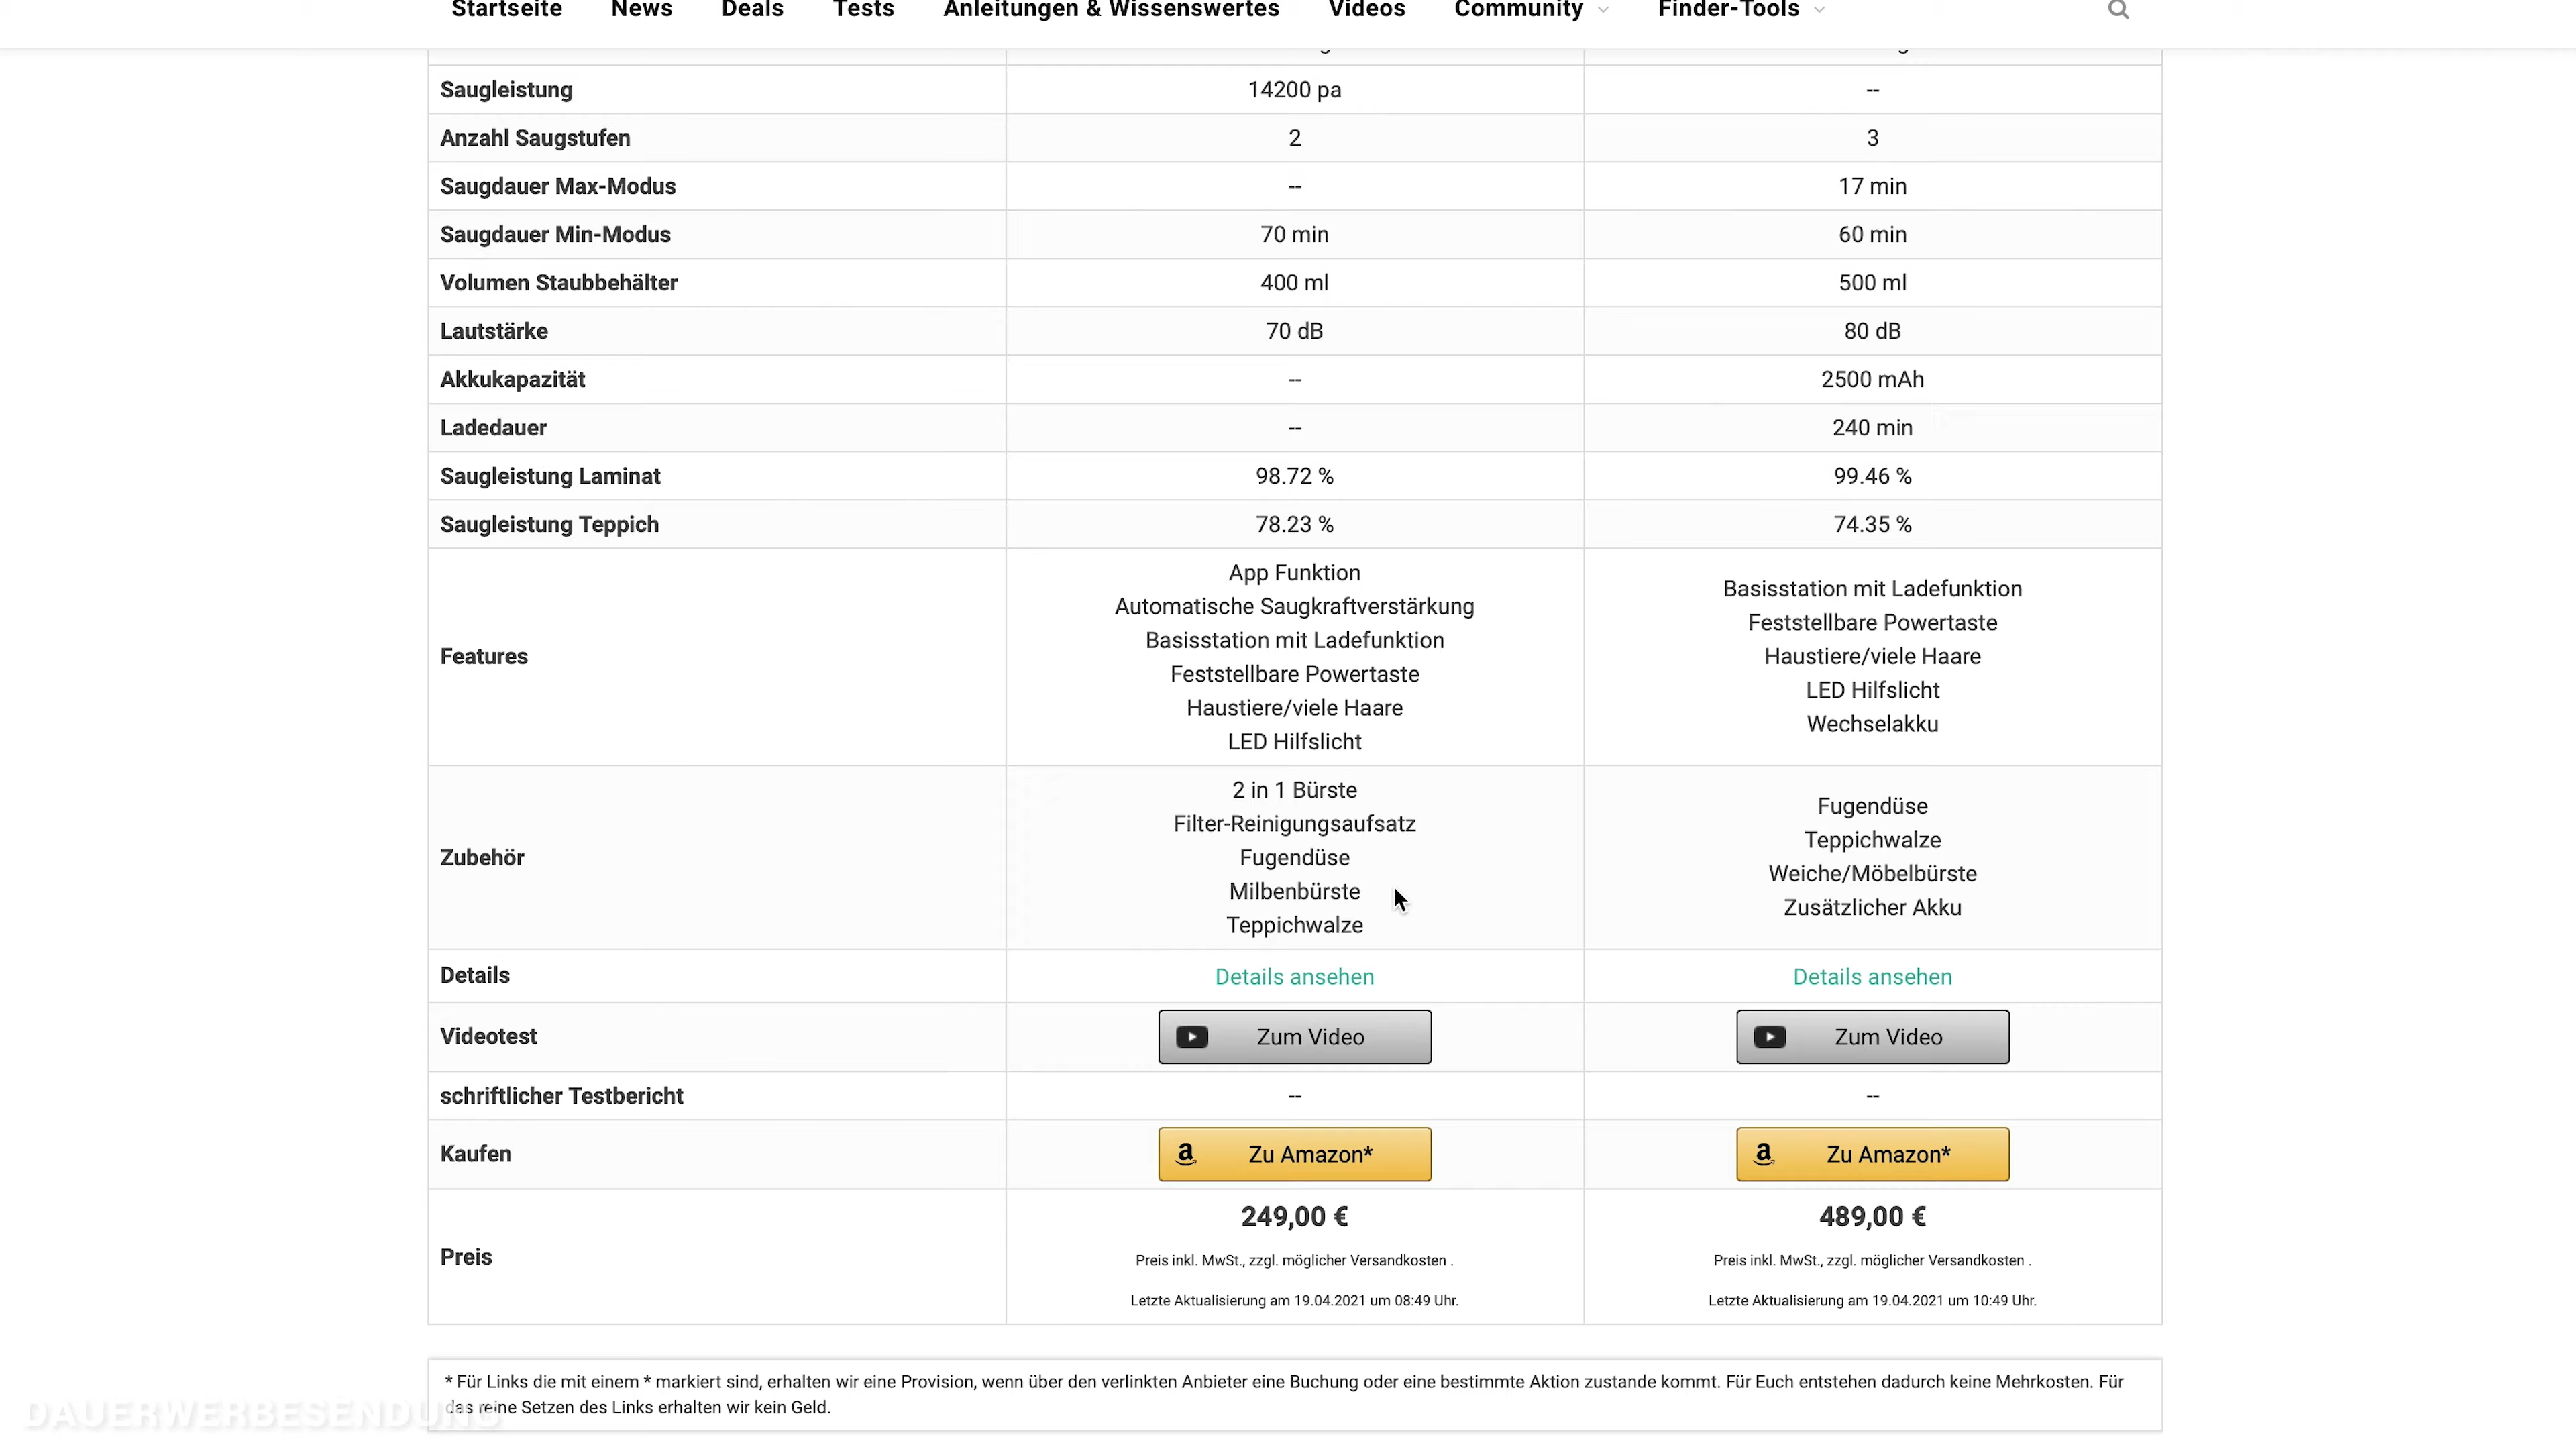 Startseite News Deals Tests Anleitungen & Wissenswertes Videos Community Finder-Tools
Saugleistung 14200 pa --
Anzahl Saugstufen 2 3
Saugdauer Max-Modus -- 17 min
Saugdauer Min-Modus 70 min 60 min
Volumen Staubbehälter 400 ml 500 ml
Lautstärke 70 dB 80 dB
Akkukapazität -- 2500 mAh
Ladedauer -- 240 min
Saugleistung Laminat 98.72 % 99.46 %
Saugleistung Teppich 78.23 % 74.35 %
Features
App Funktion
Automatische Saugkraftverstärkung
Basisstation mit Ladefunktion
Feststellbare Powertaste
Haustiere/viele Haare
LED Hilfslicht
Basisstation mit Ladefunktion
Feststellbare Powertaste
Haustiere/viele Haare
LED Hilfslicht
Wechselakku
Zubehör
2 in 1 Bürste
Filter-Reinigungsaufsatz
Fugendüse
Milbenbürste
Teppichwalze
Fugendüse
Teppichwalze
Weiche/Möbelbürste
Zusätzlicher Akku
Details Details ansehen Details ansehen
Videotest Zum Video Zum Video
schriftlicher Testbericht -- --
Kaufen Zu Amazon* Zu Amazon*
Preis
249,00 €
Preis inkl. MwSt., zzgl. möglicher Versandkosten .
Letzte Aktualisierung am 19.04.2021 um 08:49 Uhr.
489,00 €
Preis inkl. MwSt., zzgl. möglicher Versandkosten .
Letzte Aktualisierung am 19.04.2021 um 10:49 Uhr.
* Für Links die mit einem * markiert sind, erhalten wir eine Provision, wenn über den verlinkten Anbieter eine Buchung oder eine bestimmte Aktion zustande kommt. Für Euch entstehen dadurch keine Mehrkosten. Für
das reine Setzen des Links erhalten wir kein Geld.
DAUERWERBESENDUNG